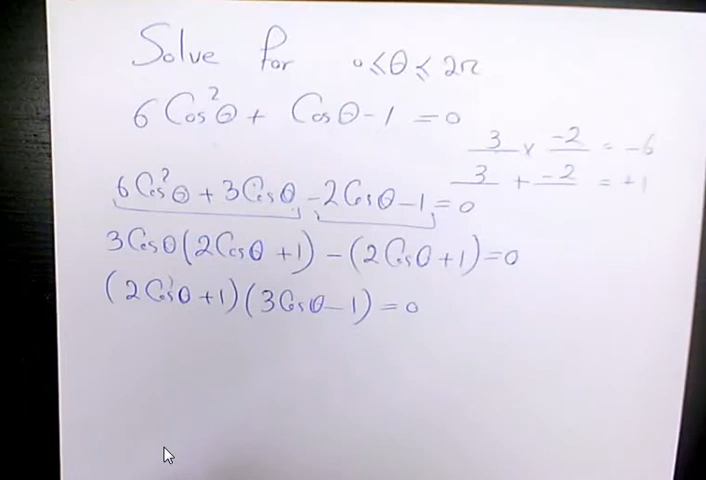 Solve for 0 ≤ θ ≤ 2π
6 Cos²θ + Cosθ - 1 = 0
3 × -2 = -6
3 + -2 = +1
6 Cos²θ + 3 Cosθ - 2 Cosθ - 1 = 0
3 Cosθ (2 Cosθ + 1) - (2 Cosθ + 1) = 0
(2 Cosθ + 1) (3 Cosθ - 1) = 0